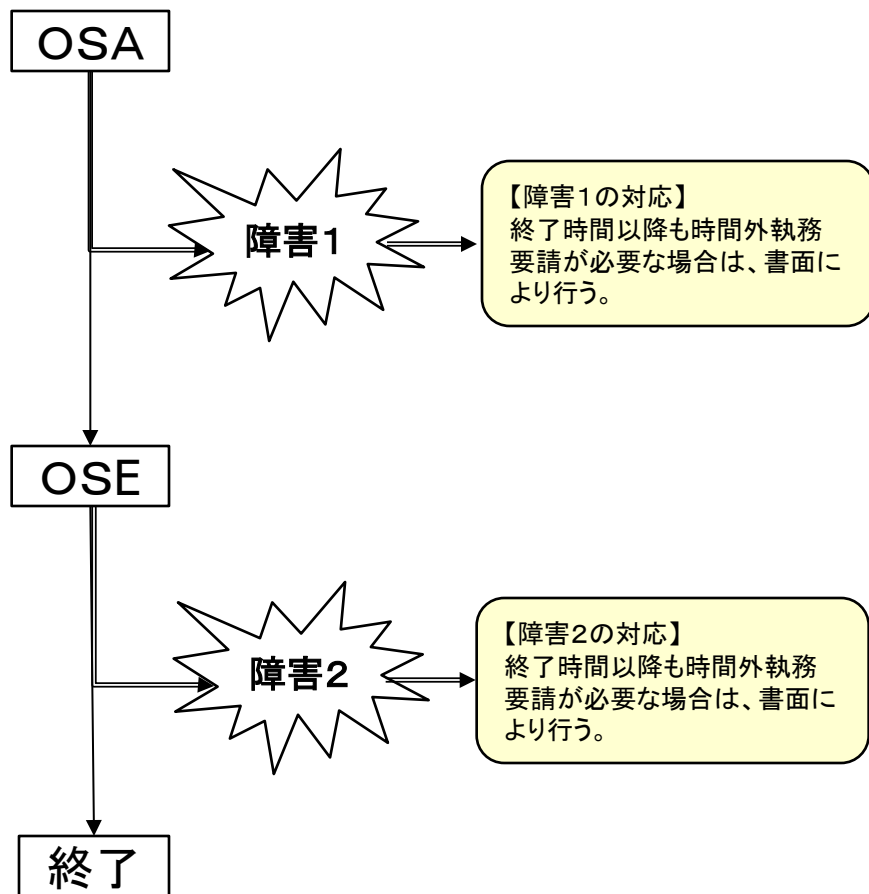 OSA
障害1
【障害1の対応】
終了時間以降も時間外執務
要請が必要な場合は、書面に
より行う。
OSE
障害2
【障害2の対応】
終了時間以降も時間外執務
要請が必要な場合は、書面に
より行う。
終了